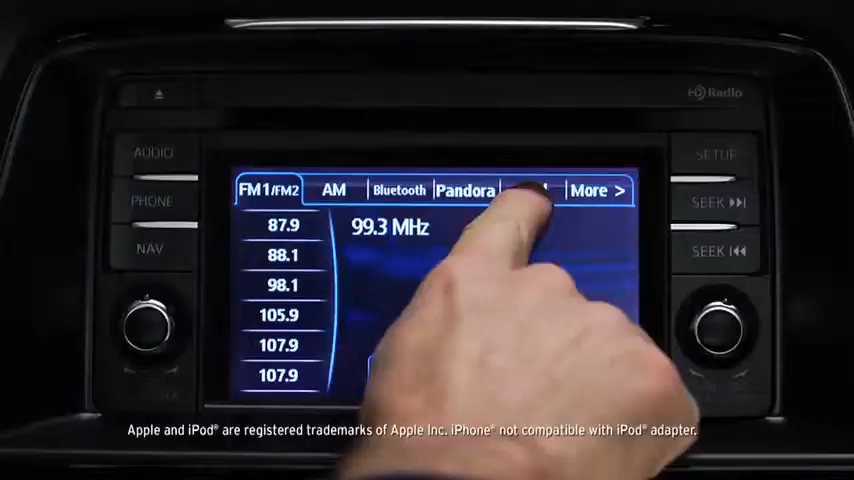 HD Radio
AUDIO
SETUP
FM1/FM2 AM Bluetooth Pandora More >
PHONE
SEEK
87.9
99.3 MHz
NAV
88.1
SEEK
98.1
105.9
107.9
107.9
Apple and iPod® are registered trademarks of Apple Inc. iPhone® not compatible with iPod® adapter.